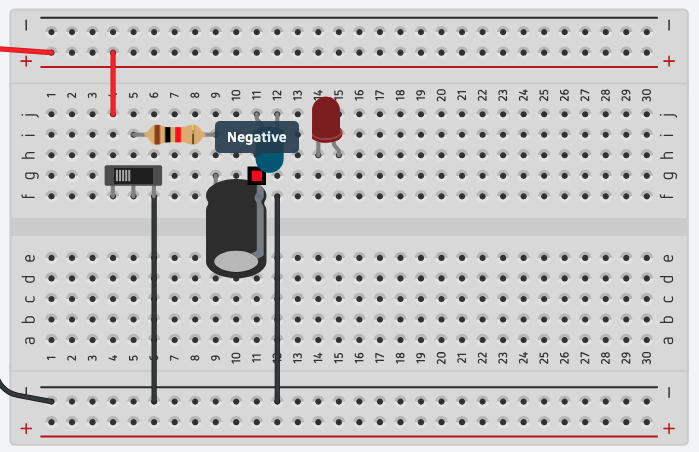 − −
+ +
1 2 3 4 5 6 7 8 9 10 11 12 13 14 15 16 17 18 19 20 21 22 23 24 25 26 27 28 29 30
j j
i i
Negative
h h
g g
f f
e e
d d
c c
b b
a a
1 2 3 4 5 6 7 8 9 10 11 12 13 14 15 16 17 18 19 20 21 22 23 24 25 26 27 28 29 30
− −
+ +